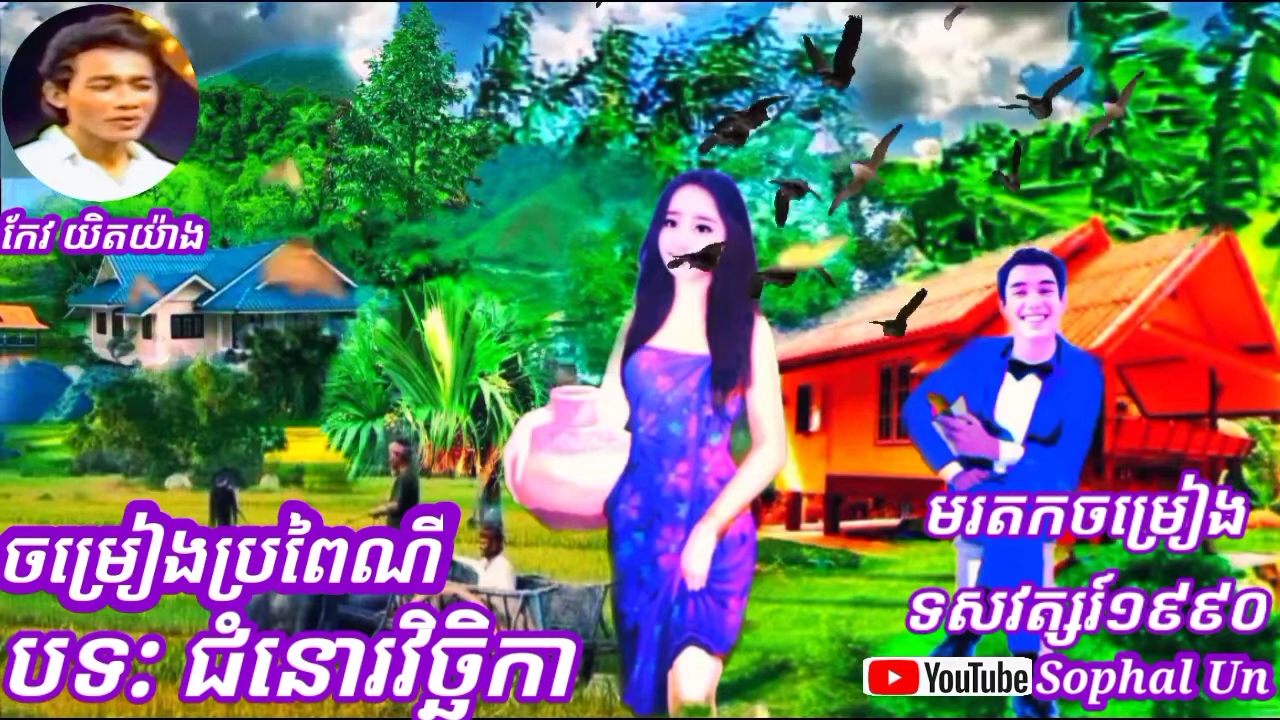 កែវ យិតយ៉ាង
ចម្រៀងប្រពៃណី
បទ: ជំនោរវិច្ឆិកា
មរតកចម្រៀង
ទសវត្សរ៍១៩៩០
YouTube Sophal Un